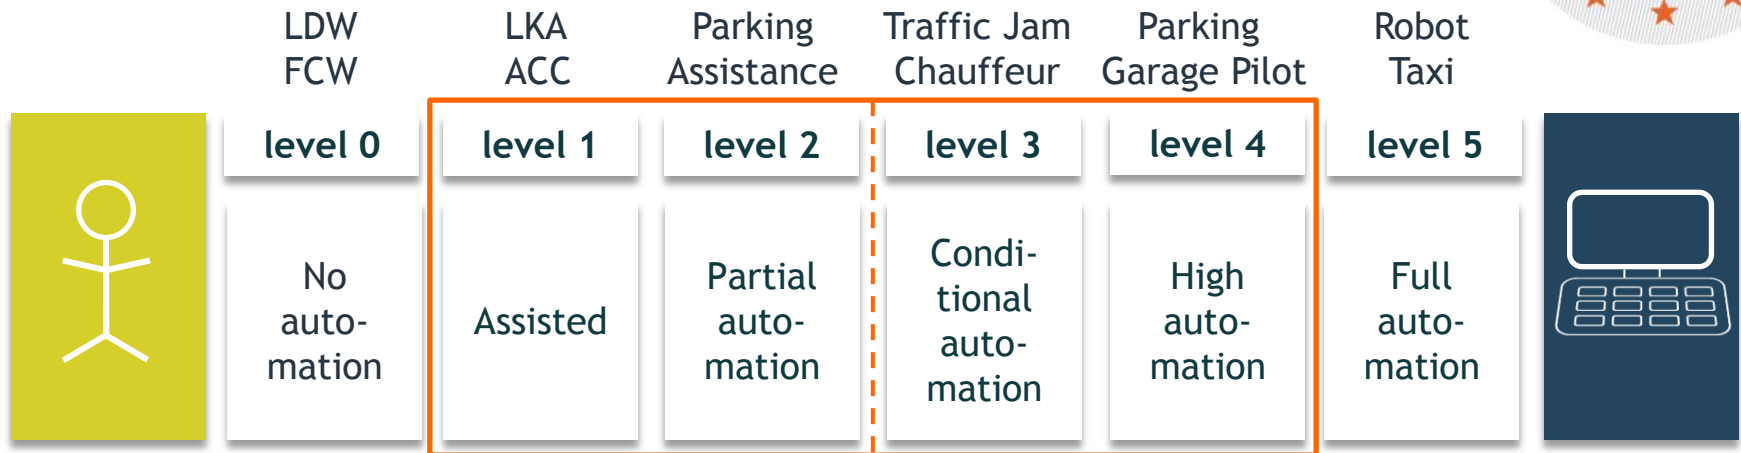 LDW
FCW
LKA
ACC
Parking
Assistance
Traffic Jam
Chauffeur
Parking
Garage Pilot
Robot
Taxi
level 0
level 1
level 2
level 3
level 4
level 5
No
auto-
mation
Assisted
Partial
auto-
mation
Condi-
tional
auto-
mation
High
auto-
mation
Full
auto-
mation